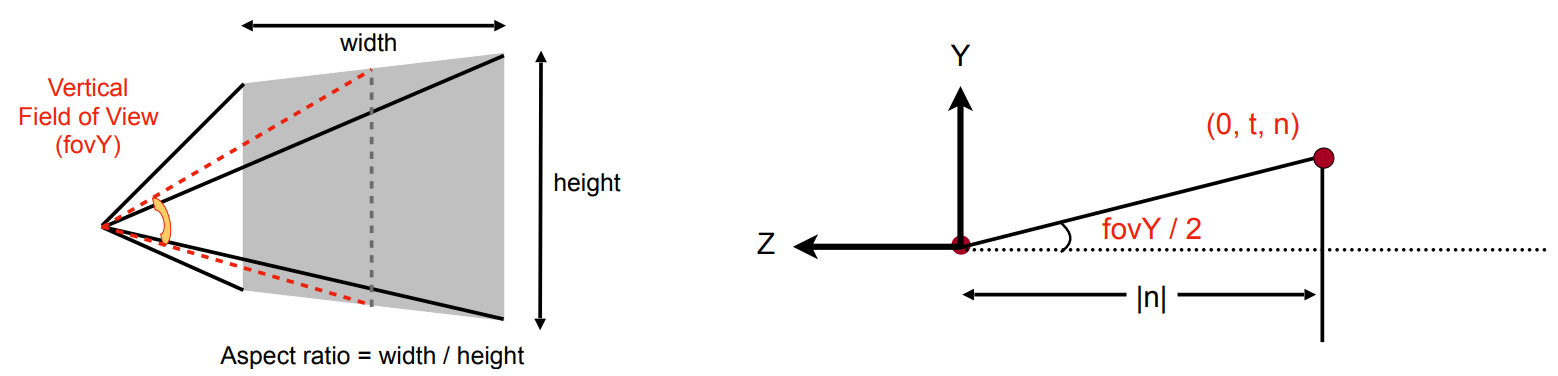 width
Vertical
Field of View
(fovY)
height
Aspect ratio = width / height
Y
(0, t, n)
fovY / 2
Z
|n|